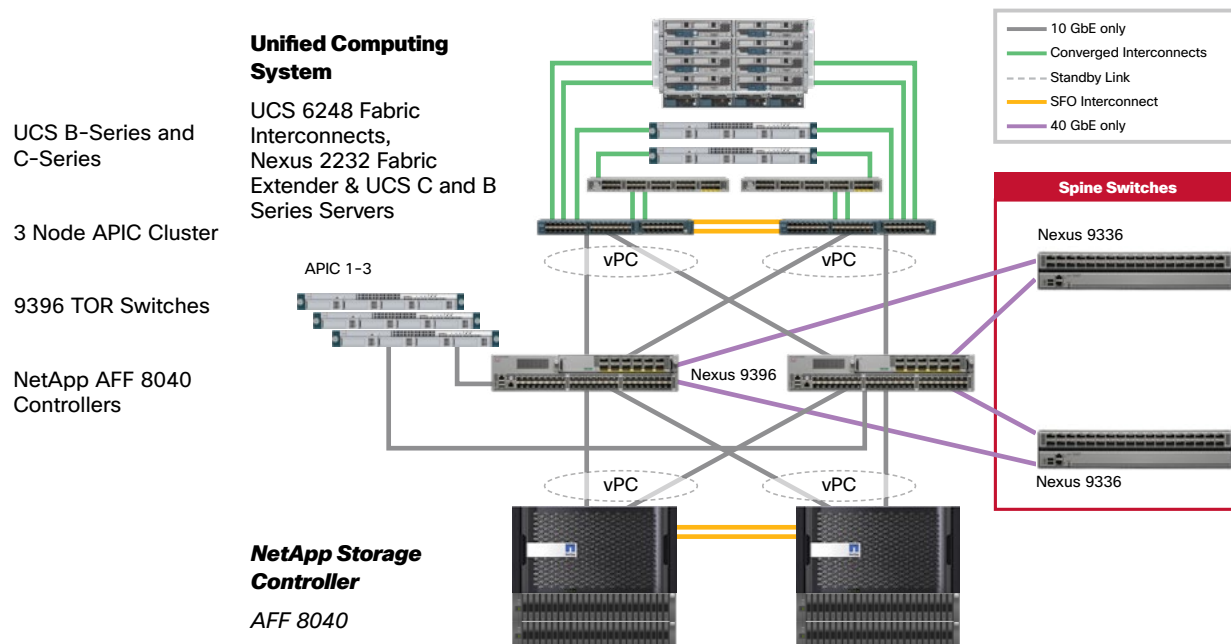 Unified Computing
System
UCS 6248 Fabric
Interconnects,
Nexus 2232 Fabric
Extender & UCS C and B
Series Servers
UCS B-Series and
C-Series
3 Node APIC Cluster
9396 TOR Switches
NetApp AFF 8040
Controllers
APIC 1-3
vPC
vPC
Nexus 9396
vPC
vPC
NetApp Storage
Controller
AFF 8040
10 GbE only
Converged Interconnects
Standby Link
SFO Interconnect
40 GbE only
Spine Switches
Nexus 9336
Nexus 9336